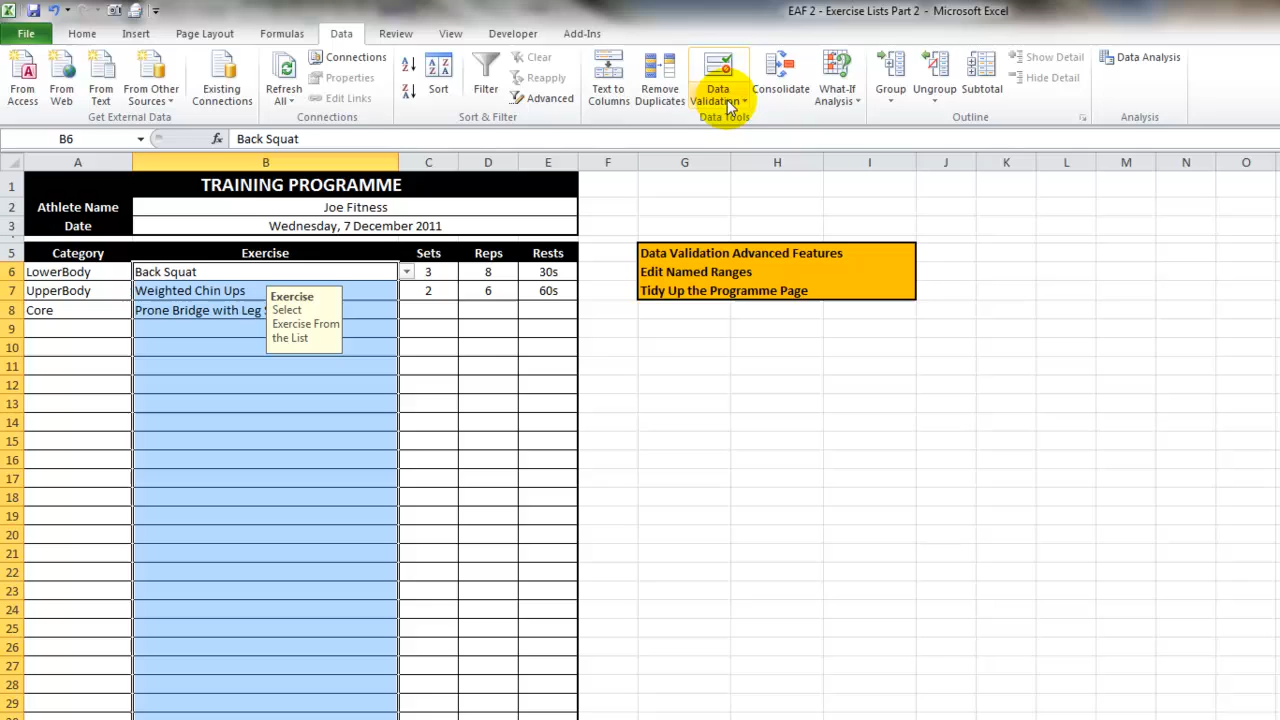 EAF 2 - Exercise Lists Part 2 - Microsoft Excel
File Home Insert Page Layout Formulas Data Review View Developer Add-Ins
From Access
From Web
From Text
From Other Sources
Existing Connections
Get External Data
Refresh All
Connections
Properties
Edit Links
Connections
Sort
Filter
Clear
Reapply
Advanced
Sort & Filter
Text to Columns
Remove Duplicates
Data Validation
Consolidate
What-If Analysis
Data Tools
Group
Ungroup
Subtotal
Show Detail
Hide Detail
Outline
Data Analysis
Analysis
B6 fx Back Squat
A B C D E F G H I J K L M N O
1 TRAINING PROGRAMME
2 Athlete Name Joe Fitness
3 Date Wednesday, 7 December 2011
5 Category Exercise Sets Reps Rests Data Validation Advanced Features
6 LowerBody Back Squat 3 8 30s Edit Named Ranges
7 UpperBody Weighted Chin Ups 2 6 60s Tidy Up the Programme Page
8 Core Prone Bridge with Leg
Exercise
Select
Exercise From
the List
9
10
11
12
13
14
15
16
17
18
19
20
21
22
23
24
25
26
27
28
29